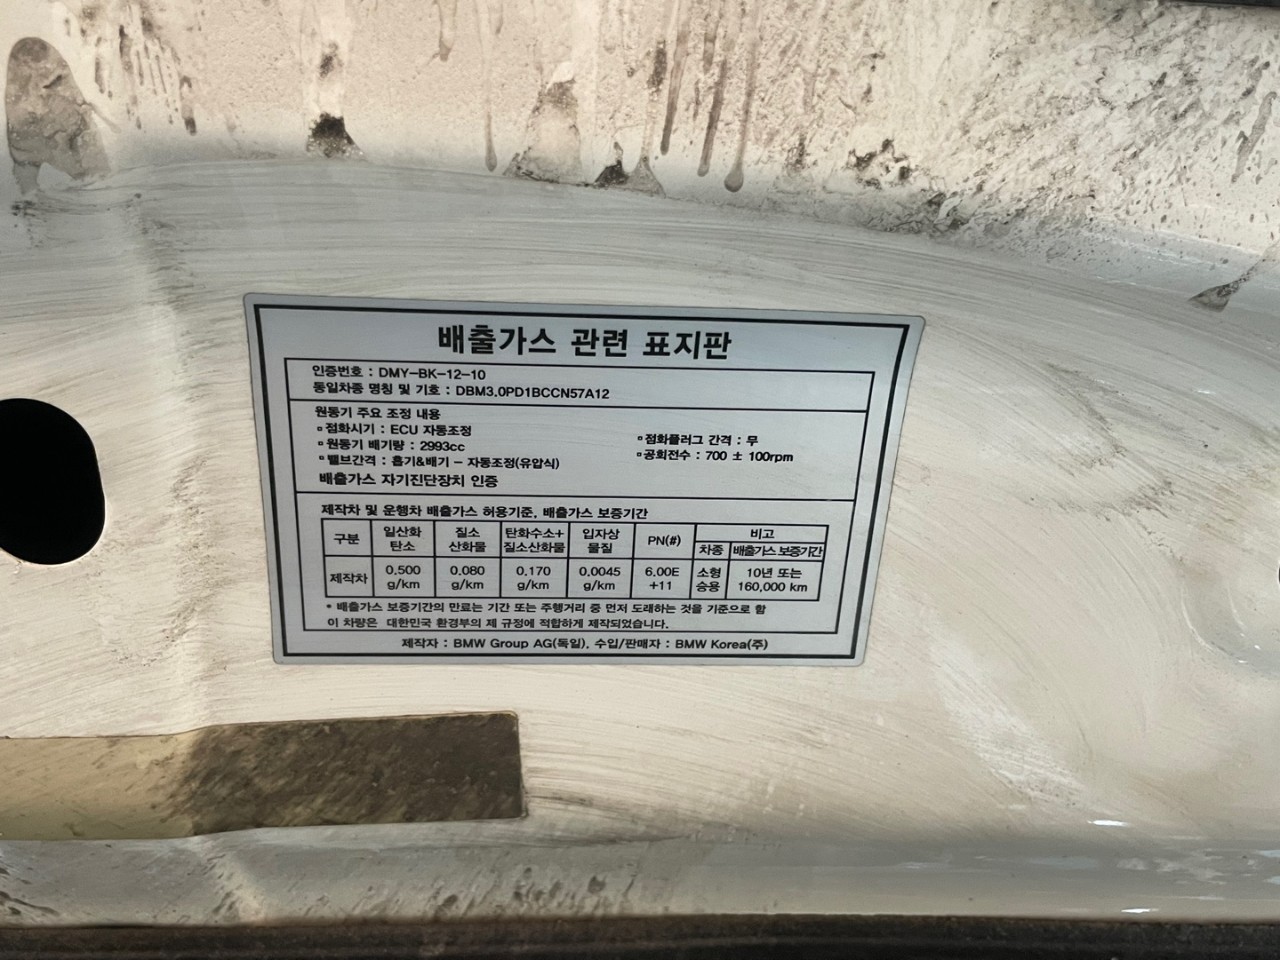 배출가스 관련 표지판
인증번호 : DMY-BK-12-10
동일차종 명칭 및 기호 : DBM3.0PD1BCCN57A12
원동기 주요 조정 내용
▫점화시기 : ECU 자동조정
▫원동기 배기량 : 2993cc
▫밸브간격 : 흡기&배기 - 자동조정(유압식)
▫점화플러그 간격 : 무
▫공회전수 : 700 ± 100rpm
배출가스 자기진단장치 인증
제작차 및 운행차 배출가스 허용기준, 배출가스 보증기간
구분 일산화탄소 질소산화물 탄화수소+질소산화물 입자상물질 PN(#) 비고
차종 배출가스 보증기간
제작차 0.500 g/km 0.080 g/km 0.170 g/km 0.0045 g/km 6.00E +11 소형승용 10년 또는 160,000 km
* 배출가스 보증기간의 만료는 기간 또는 주행거리 중 먼저 도래하는 것을 기준으로 함
이 차량은 대한민국 환경부의 제 규정에 적합하게 제작되었습니다.
제작자 : BMW Group AG(독일), 수입/판매자 : BMW Korea(주)